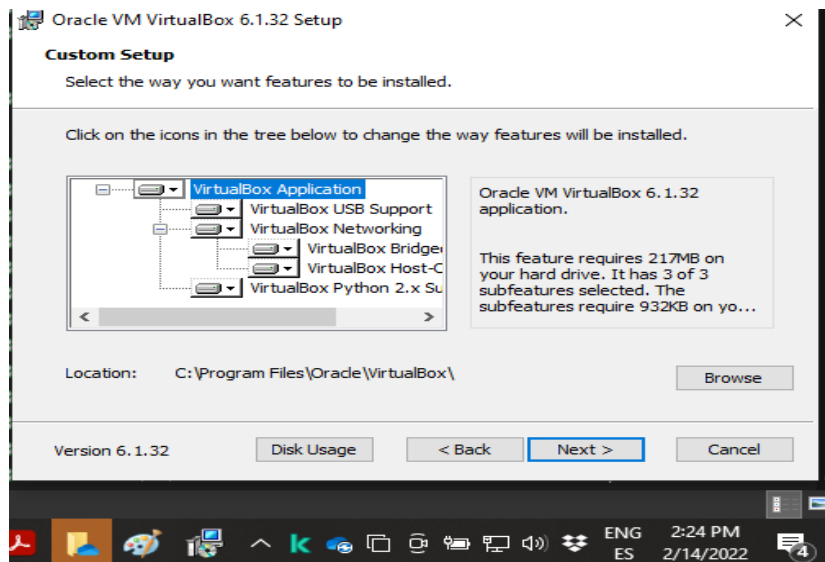 Oracle VM VirtualBox 6.1.32 Setup
Custom Setup
Select the way you want features to be installed.
Click on the icons in the tree below to change the way features will be installed.
VirtualBox Application
VirtualBox USB Support
VirtualBox Networking
VirtualBox Bridge
VirtualBox Host-C
VirtualBox Python 2.x Su
Oracle VM VirtualBox 6.1.32
application.
This feature requires 217MB on
your hard drive. It has 3 of 3
subfeatures selected. The
subfeatures require 932KB on yo...
Location: C:\Program Files\Oracle\VirtualBox\
Browse
Version 6.1.32
Disk Usage
< Back
Next >
Cancel
ENG
ES
2:24 PM
2/14/2022
4